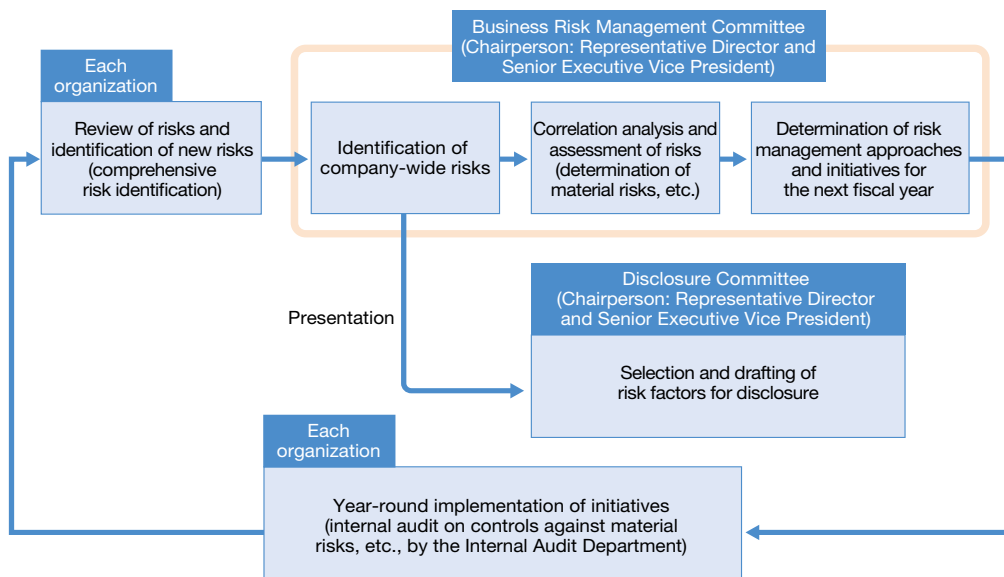 Business Risk Management Committee
(Chairperson: Representative Director and
Senior Executive Vice President)
Each
organization
Review of risks and
identification of new risks
(comprehensive
risk identification)
Identification of
company-wide risks
Correlation analysis and
assessment of risks
(determination of
material risks, etc.)
Determination of risk
management approaches
and initiatives for
the next fiscal year
Presentation
Disclosure Committee
(Chairperson: Representative Director
and Senior Executive Vice President)
Selection and drafting of
risk factors for disclosure
Each
organization
Year-round implementation of initiatives
(internal audit on controls against material
risks, etc., by the Internal Audit Department)